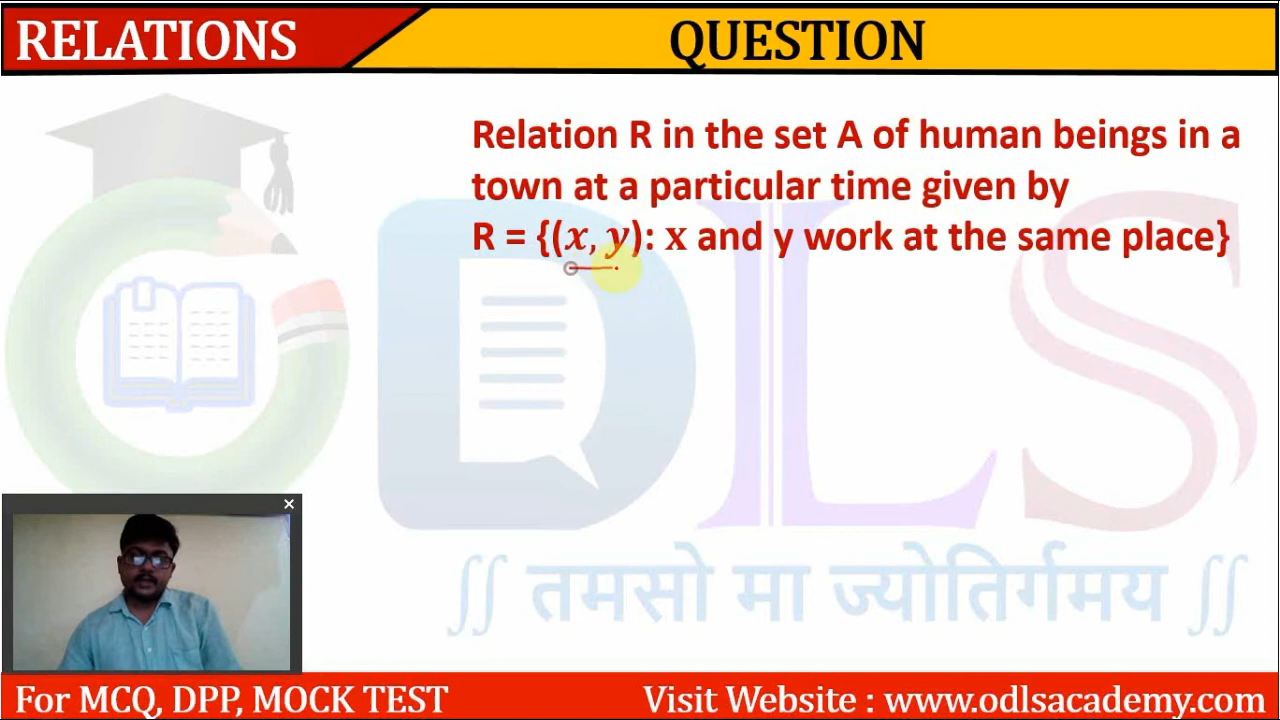 RELATIONS
QUESTION
Relation R in the set A of human beings in a
town at a particular time given by
R = {(x, y): x and y work at the same place}
DLS
∬ तमसो मा ज्योतिर्गमय ∬
For MCQ, DPP, MOCK TEST
Visit Website : www.odlsacademy.com